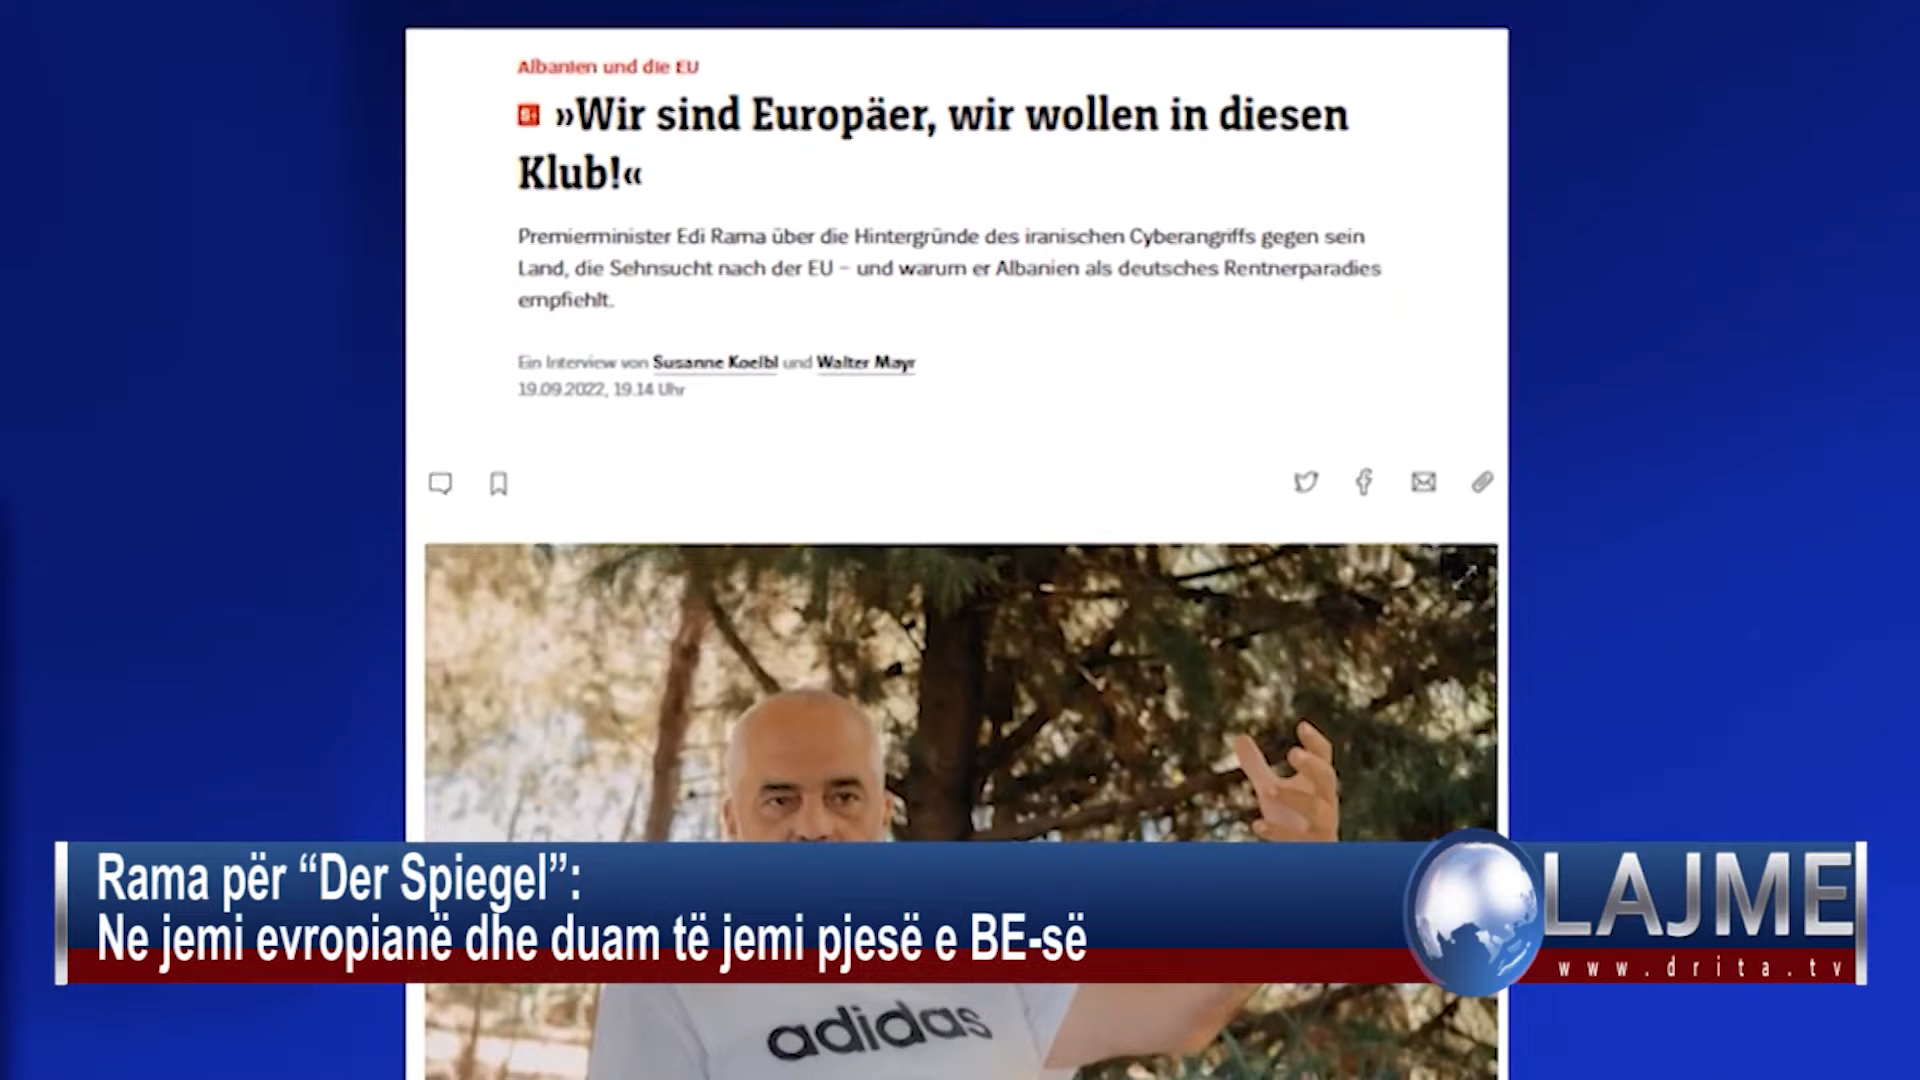 Albanien und die EU
S+ »Wir sind Europäer, wir wollen in diesen
Klub!«
Premierminister Edi Rama über die Hintergründe des iranischen Cyberangriffs gegen sein
Land, die Sehnsucht nach der EU – und warum er Albanien als deutsches Rentnerparadies
empfiehlt.
Ein Interview von Susanne Koelbl und Walter Mayr
19.09.2022, 19.14 Uhr
Rama për “Der Spiegel”:
Ne jemi evropianë dhe duam të jemi pjesë e BE-së
LAJME
www.drita.tv
adidas